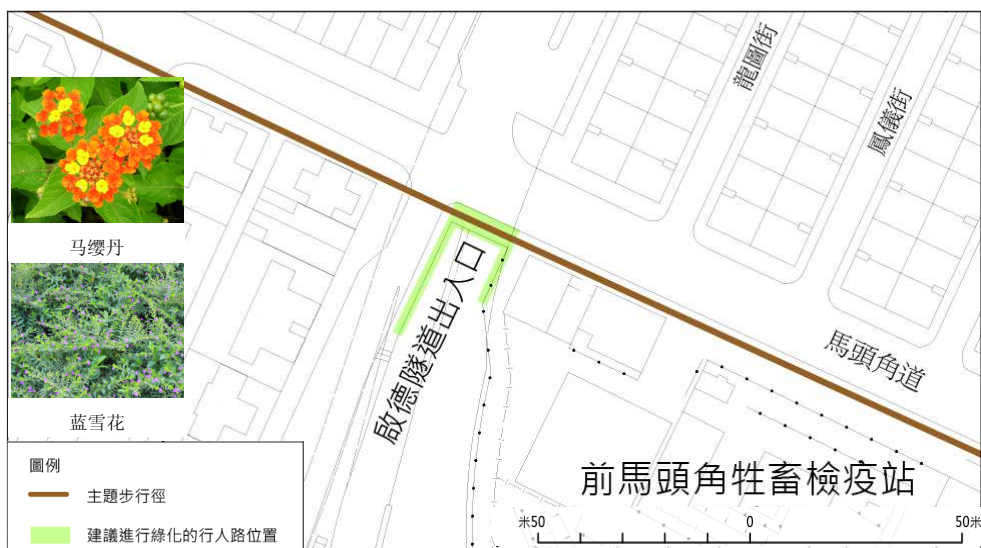 龍圖街
鳳儀街
马缨丹
啟德隧道出入口
馬頭角道
蓝雪花
圖例
主題步行徑
建議進行綠化的行人路位置
前馬頭角牲畜檢疫站
米50 0 50米